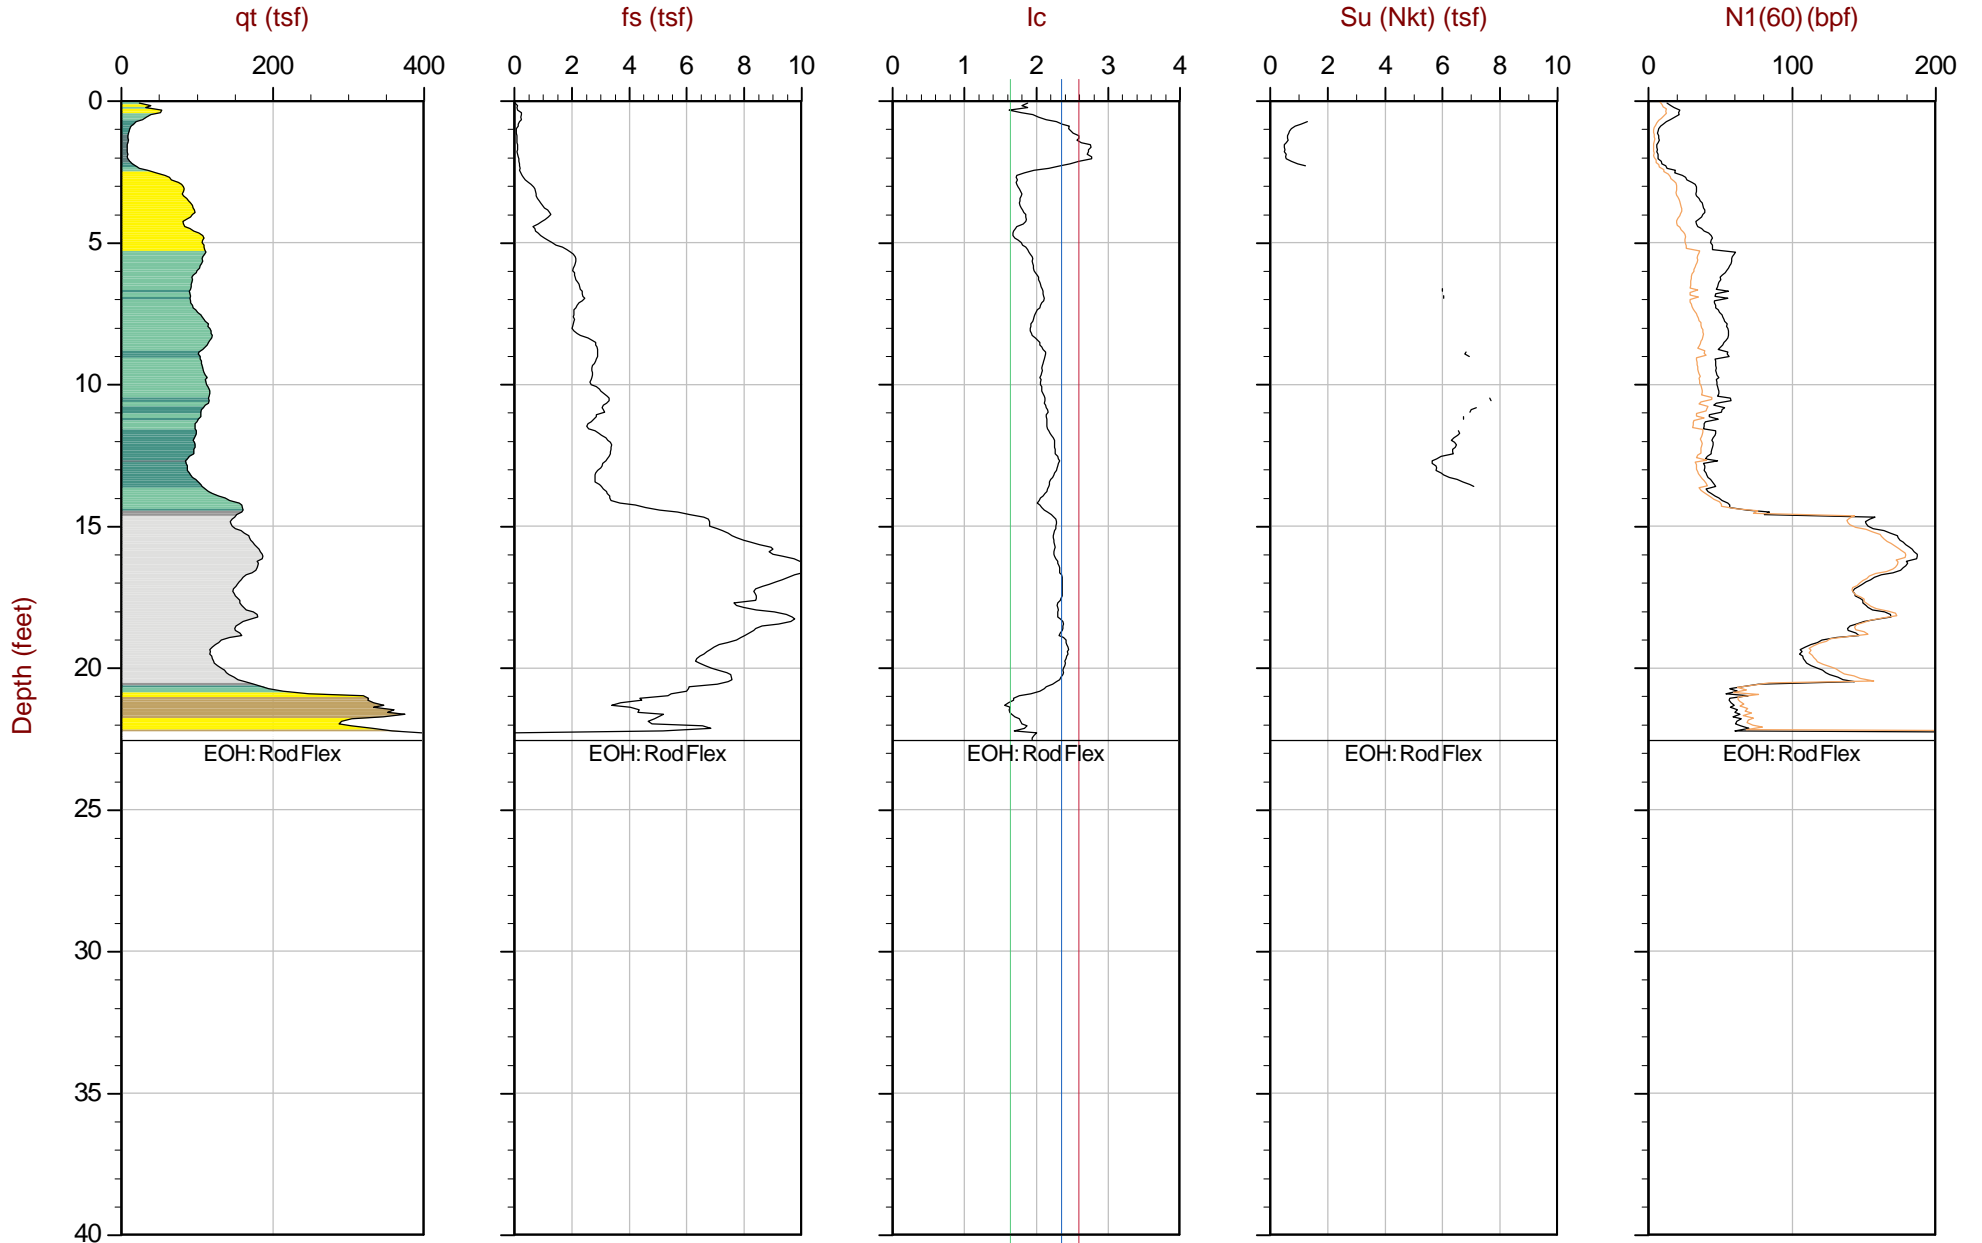 qt (tsf) fs (tsf) Ic Su (Nkt) (tsf) N1(60) (bpf)
0 200 400 0 2 4 6 8 10 0 1 2 3 4 0 2 4 6 8 10 0 100 200
0
5
10
15
20
EOH: Rod Flex EOH: Rod Flex EOH: Rod Flex EOH: Rod Flex EOH: Rod Flex
25
30
35
40
Depth (feet)